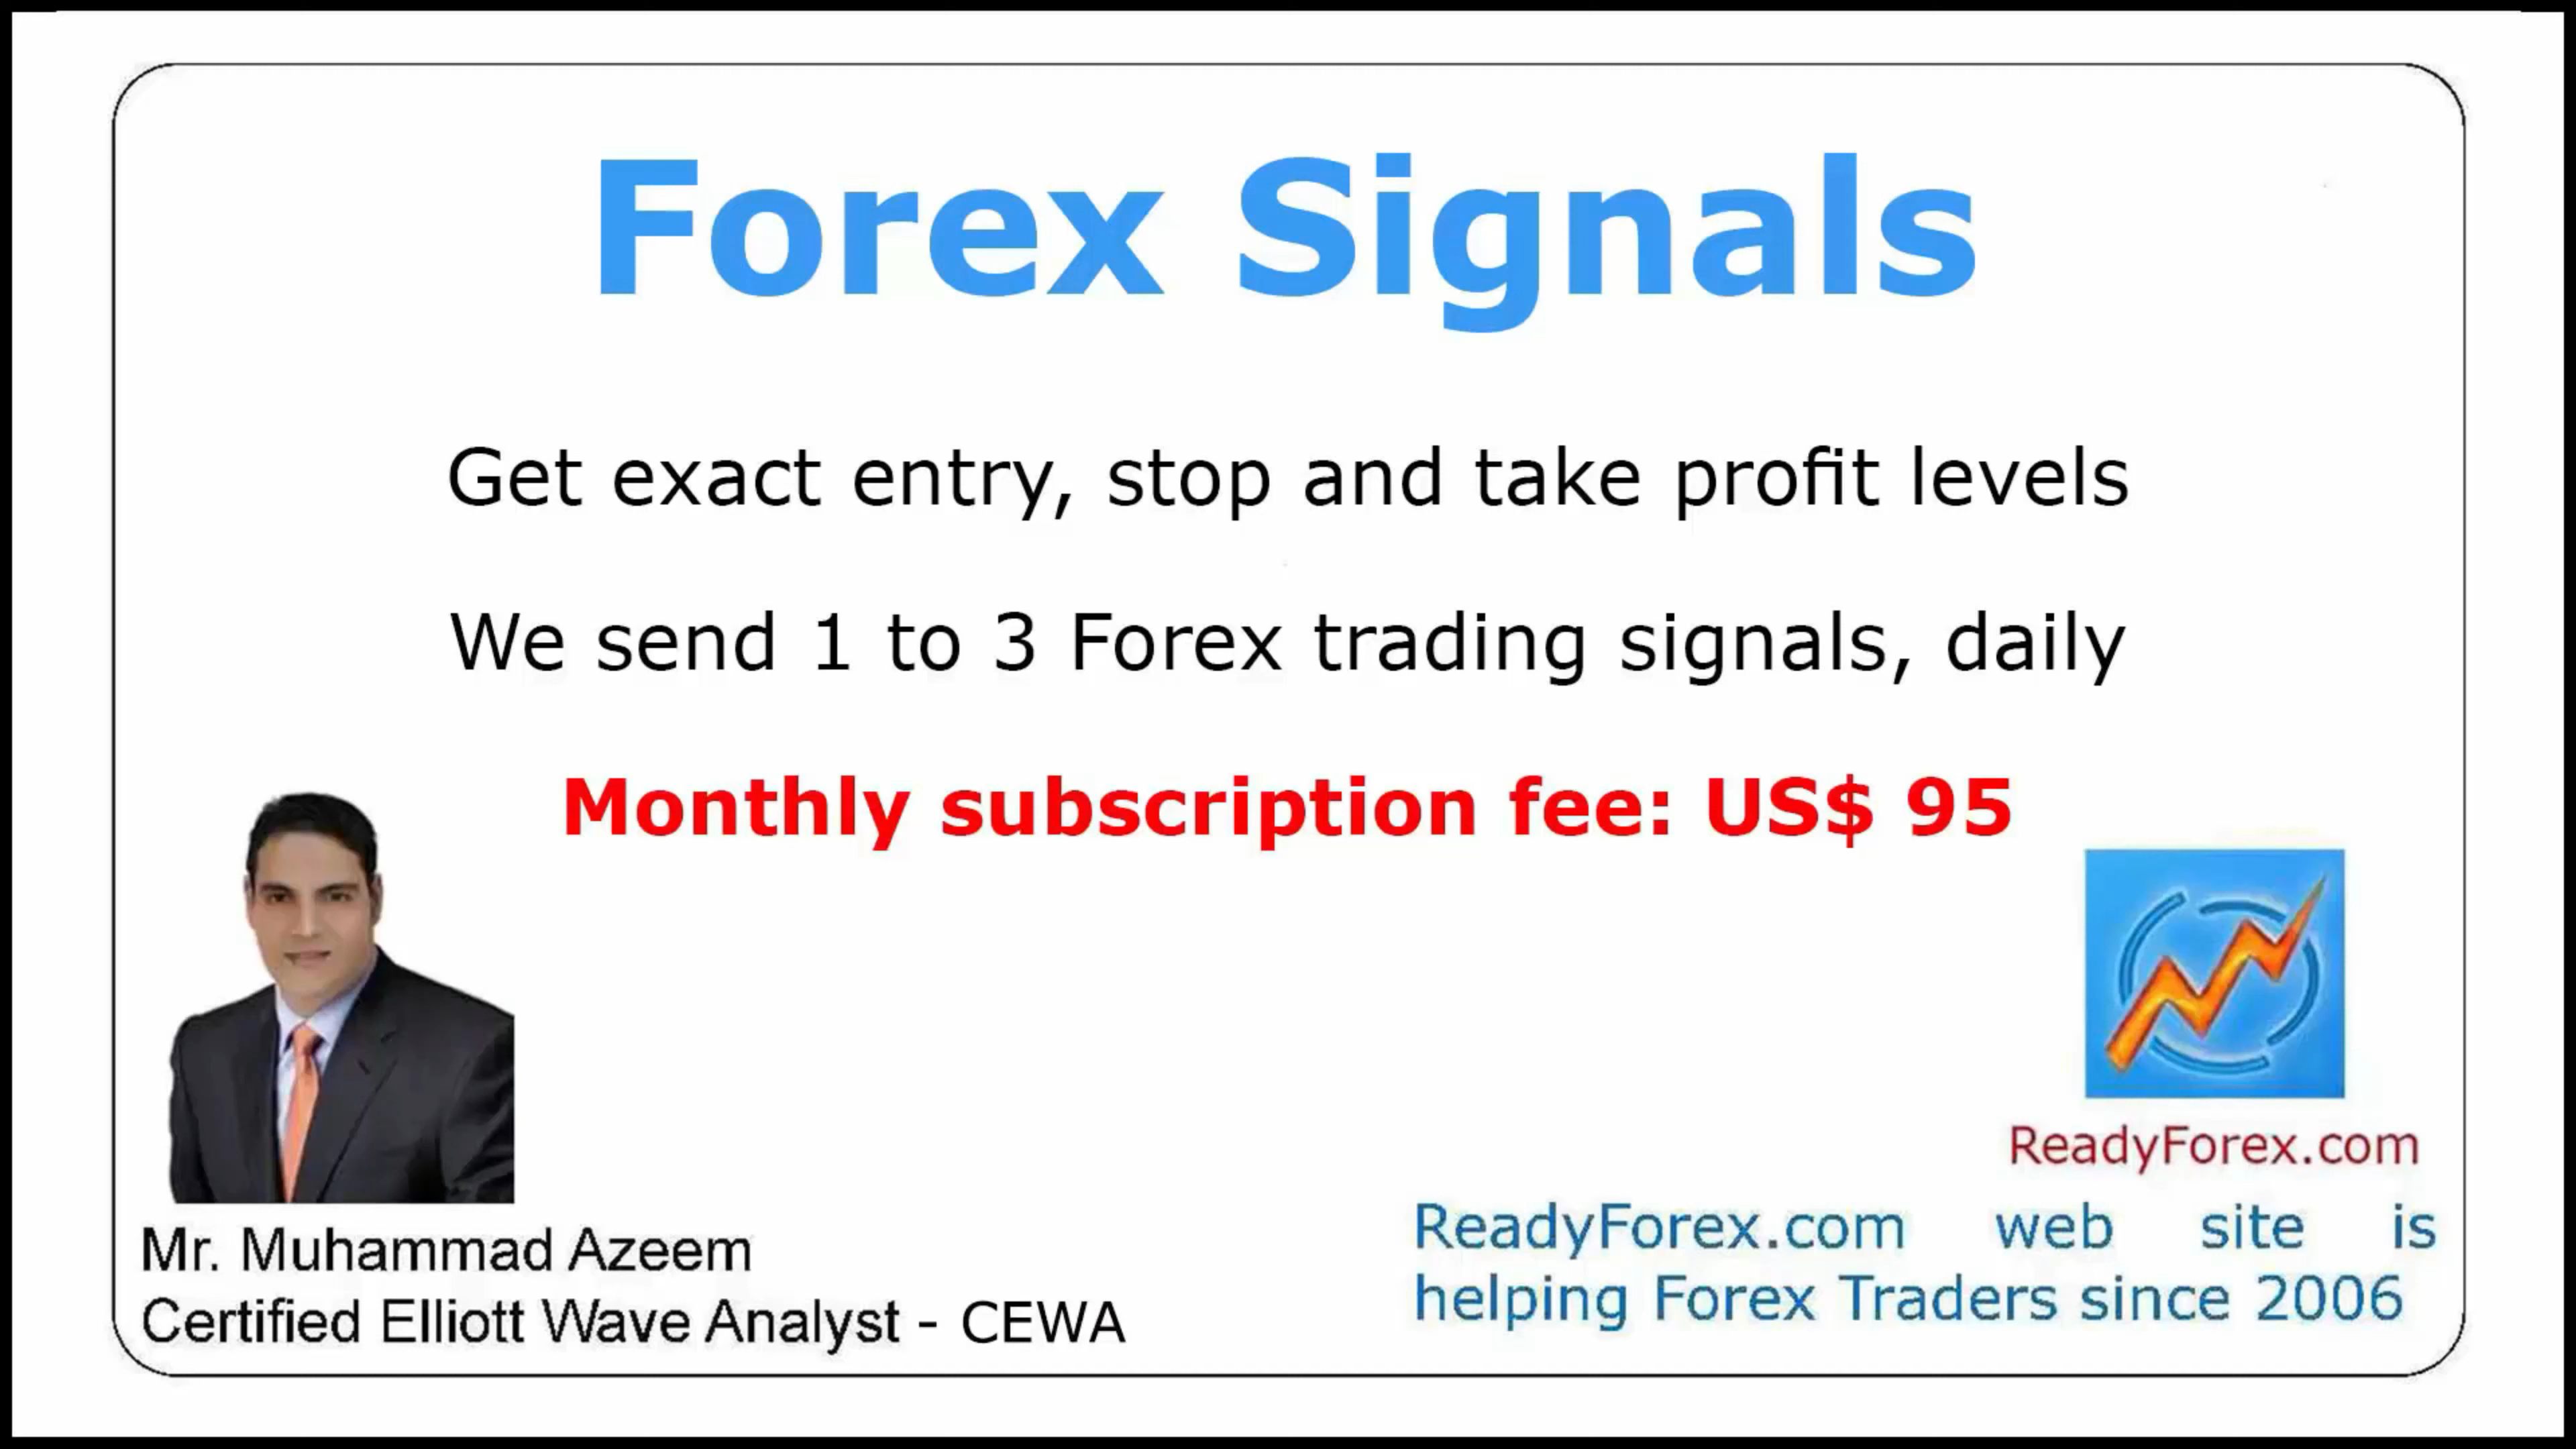 Forex Signals
Get exact entry, stop and take profit levels
We send 1 to 3 Forex trading signals, daily
Monthly subscription fee: US$ 95
ReadyForex.com
Mr. Muhammad Azeem
Certified Elliott Wave Analyst - CEWA
ReadyForex.com web site is
helping Forex Traders since 2006